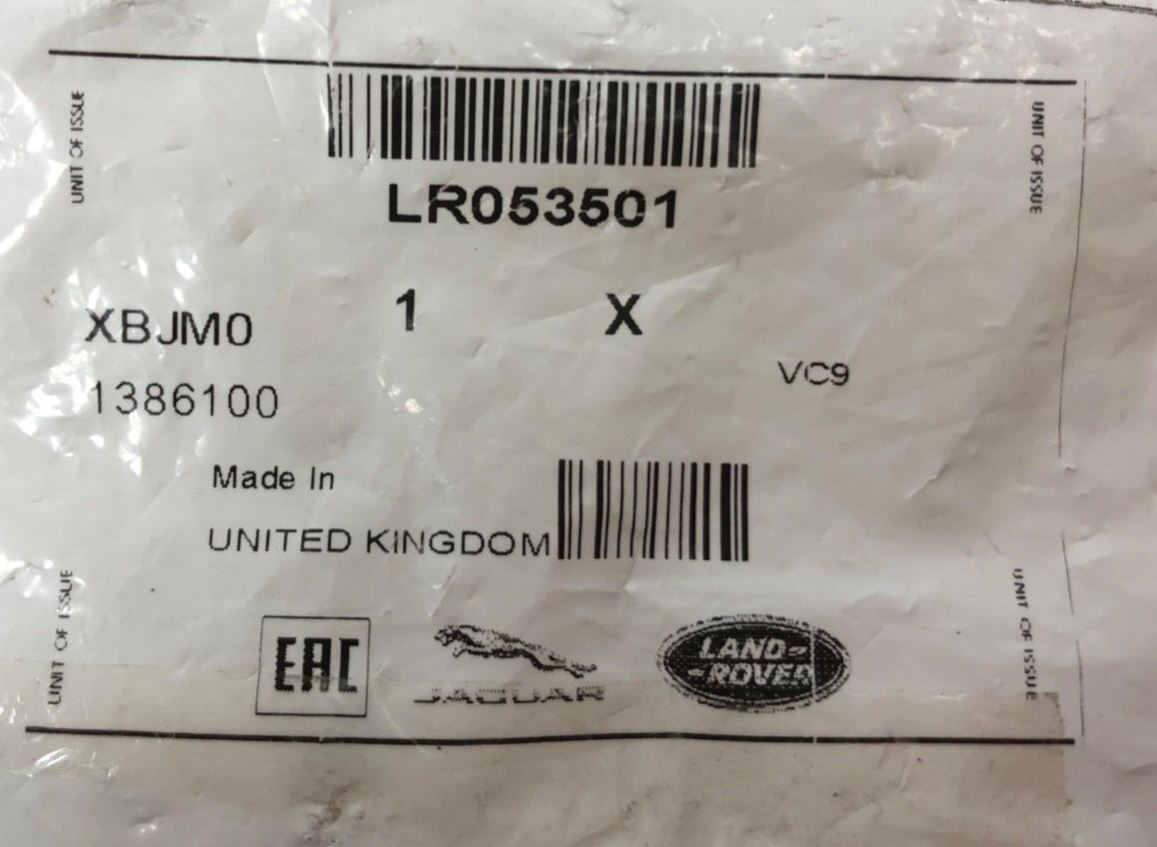 UNIT OF ISSUE
UNIT OF ISSUE
LR053501
1 X
XBJM0
VC9
1386100
Made In
UNITED KINGDOM
UNIT OF ISSUE
UNIT OF ISSUE
EAC
JAGUAR
LAND-
-ROVER